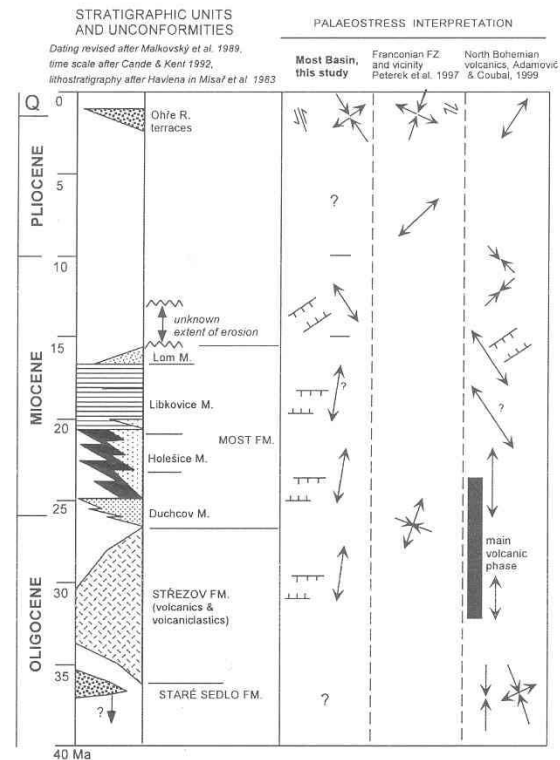 STRATIGRAPHIC UNITS
AND UNCONFORMITIES
Dating revised after Malkovský et al. 1989,
time scale after Cande & Kent 1992,
lithostratigraphy after Havlena in Misař et al. 1983
PALAEOSTRESS INTERPRETATION
Most Basin,
this study
Franconian FZ
and vicinity
Peterek et al. 1997
North Bohemian
volcanics, Adamovič
& Coubal, 1999
Q
PLIOCENE
MIOCENE
OLIGOCENE
0
5
10
15
20
25
30
35
40 Ma
Ohře R.
terraces
unknown
extent of erosion
Lom M.
Libkovice M.
MOST FM.
Holešice M.
Duchcov M.
STŘEZOV FM.
(volcanics &
volcaniclastics)
STARÉ SEDLO FM.
?
?
?
?
?
main
volcanic
phase